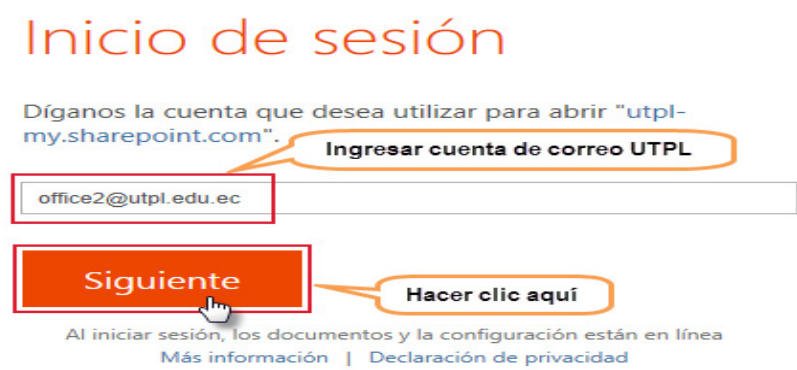 Inicio de sesión
Díganos la cuenta que desea utilizar para abrir "utpl-
my.sharepoint.com".
Ingresar cuenta de correo UTPL
office2@utpl.edu.ec
Siguiente
Hacer clic aquí
Al iniciar sesión, los documentos y la configuración están en línea
Más información | Declaración de privacidad